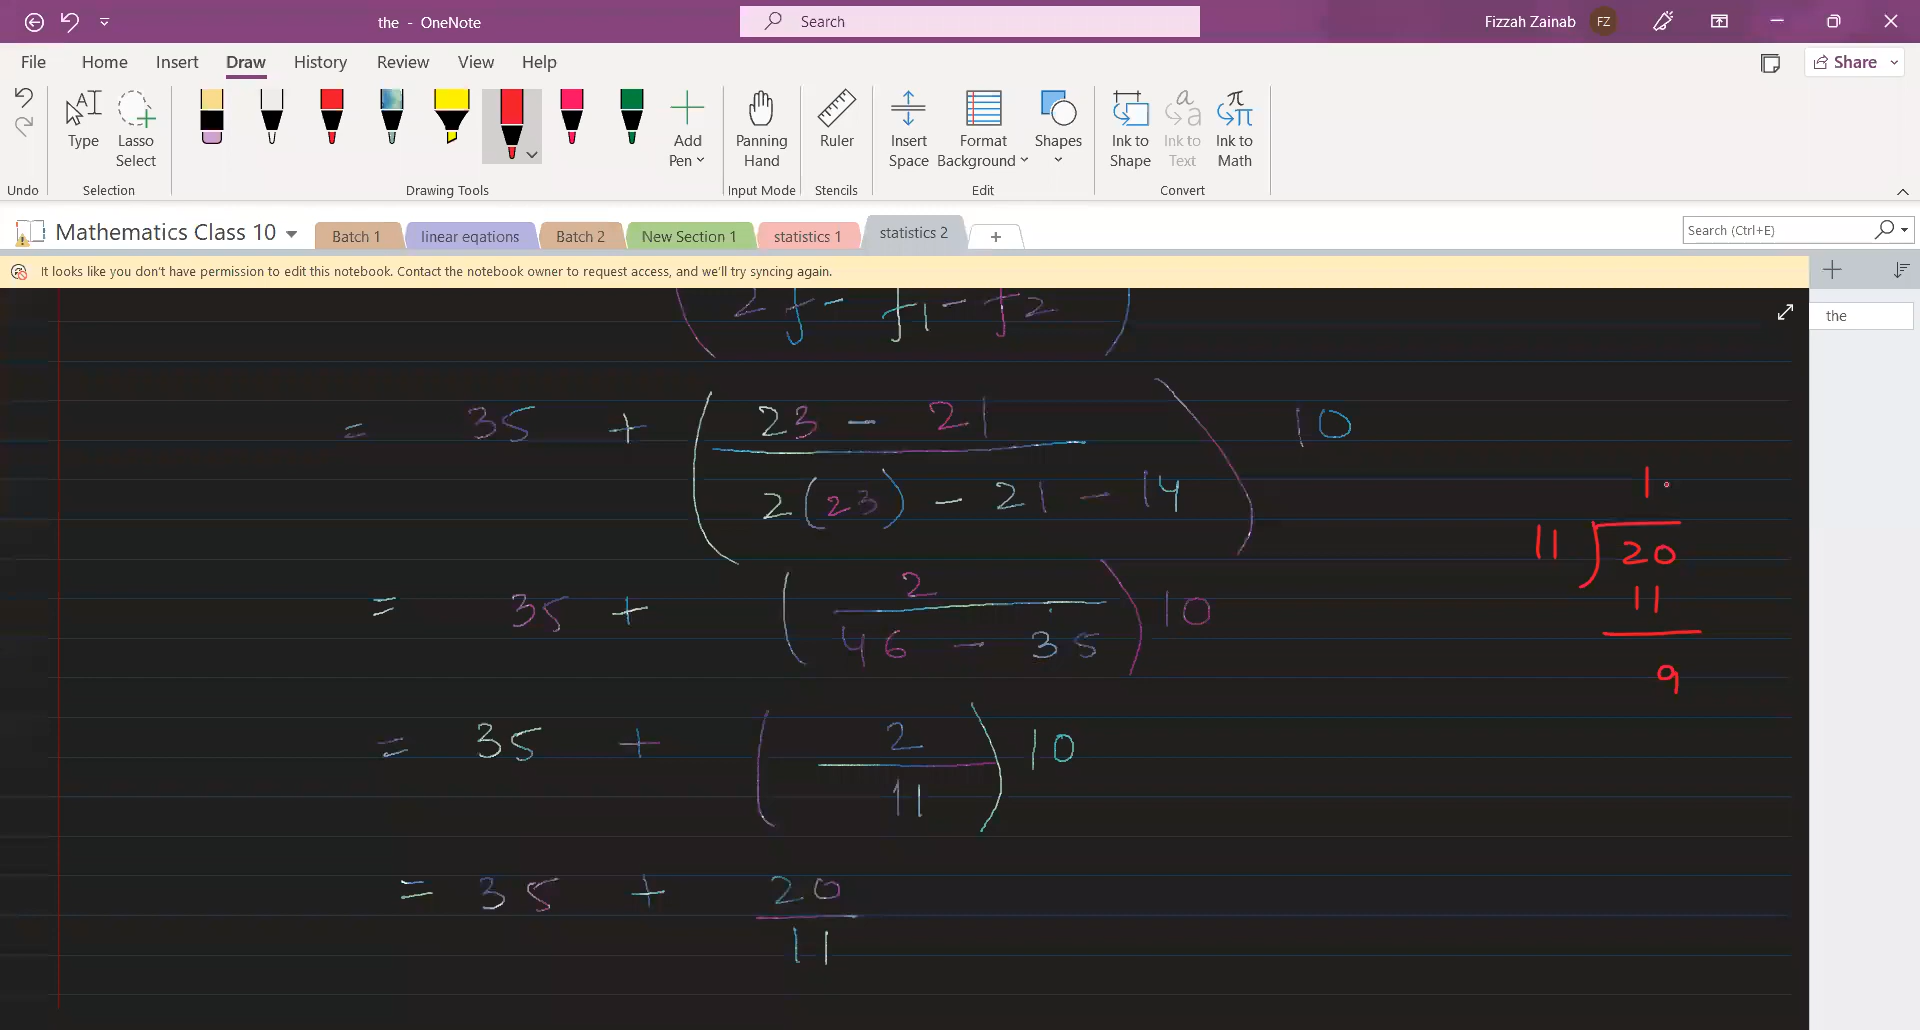 the - OneNote
Search
Fizzah Zainab FZ
File Home Insert Draw History Review View Help
Share
Type
Lasso Select
Add Pen
Panning Hand
Ruler
Insert Space
Format Background
Shapes
Ink to Shape
Ink to Text
Ink to Math
Undo Selection Drawing Tools Input Mode Stencils Edit Convert
Mathematics Class 10 Batch 1 linear eqations Batch 2 New Section 1 statistics 1 statistics 2 +
Search (Ctrl+E)
It looks like you don't have permission to edit this notebook. Contact the notebook owner to request access, and we'll try syncing again.
the
2f - f1 - f2
= 35 + ( 23 - 21 / 2(23) - 21 - 14 ) 10
= 35 + ( 2 / 46 - 35 ) 10
= 35 + ( 2 / 11 ) 10
= 35 + 20 / 11
1.
11 ) 20
11
9